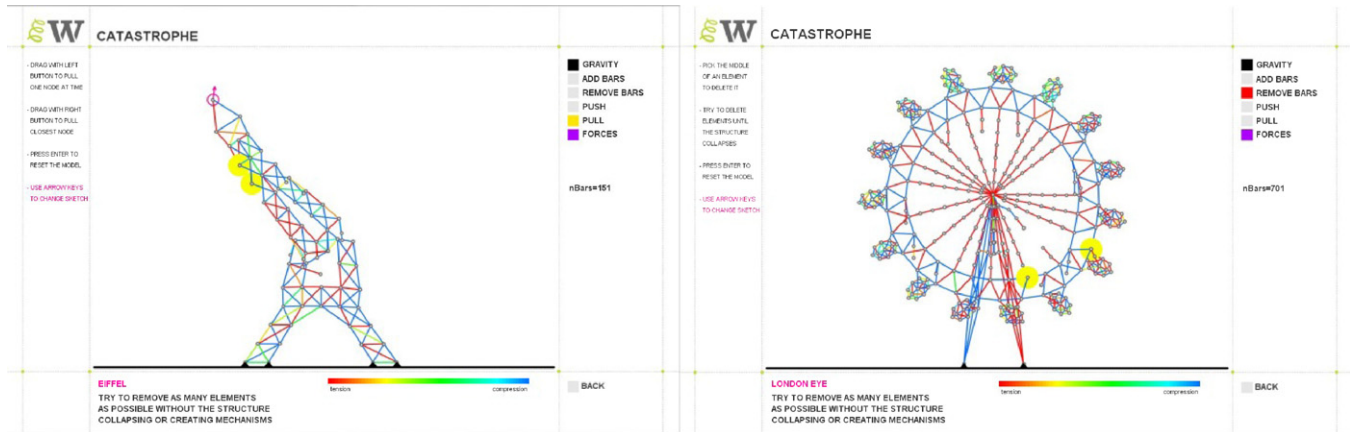 W CATASTROPHE
- DRAG WITH LEFT
BUTTON TO PULL
ONE NODE AT TIME
- DRAG WITH RIGHT
BUTTON TO PULL
CLOSEST NODE
- PRESS ENTER TO
RESET THE MODEL
- USE ARROW KEYS
TO CHANGE SKETCH
GRAVITY
ADD BARS
REMOVE BARS
PUSH
PULL
FORCES
nBars=151
EIFFEL
TRY TO REMOVE AS MANY ELEMENTS
AS POSSIBLE WITHOUT THE STRUCTURE
COLLAPSING OR CREATING MECHANISMS
tension
compression
BACK
W CATASTROPHE
- PICK THE MIDDLE
OF AN ELEMENT
TO DELETE IT
- TRY TO DELETE
ELEMENTS UNTIL
THE STRUCTURE
COLLAPSES
- PRESS ENTER TO
RESET THE MODEL
- USE ARROW KEYS
TO CHANGE SKETCH
GRAVITY
ADD BARS
REMOVE BARS
PUSH
PULL
FORCES
nBars=701
LONDON EYE
TRY TO REMOVE AS MANY ELEMENTS
AS POSSIBLE WITHOUT THE STRUCTURE
COLLAPSING OR CREATING MECHANISMS
tension
compression
BACK